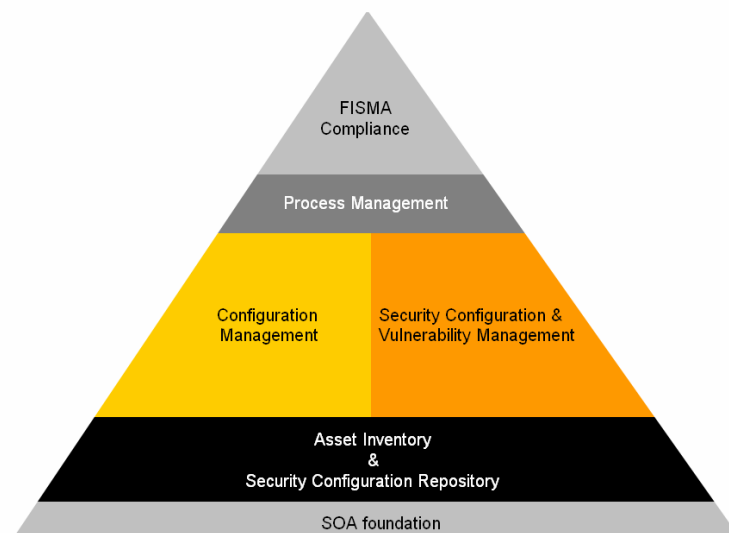 FISMA
Compliance
Process Management
Configuration
Management
Security Configuration &
Vulnerability Management
Asset Inventory
&
Security Configuration Repository
SOA foundation